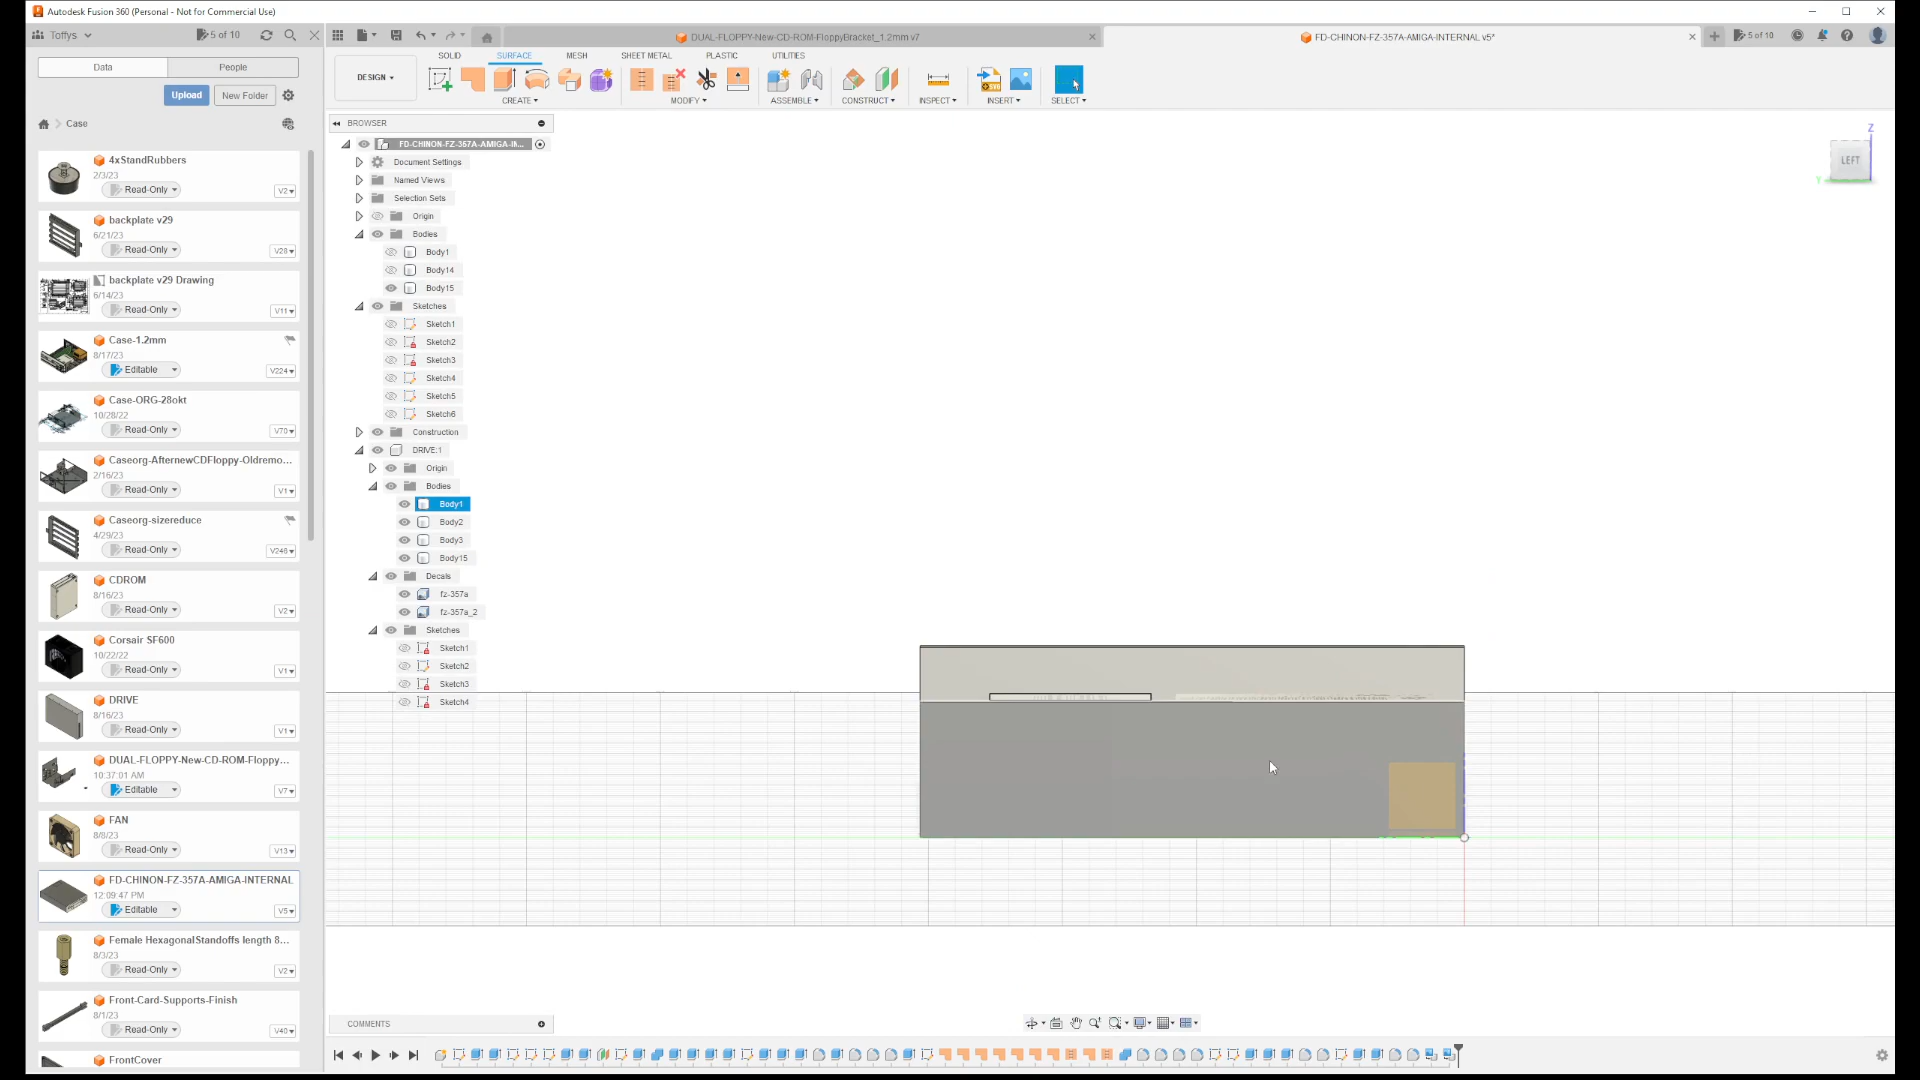 Autodesk Fusion 360 (Personal - Not for Commercial Use)
Toffys
5 of 10
DUAL-FLOPPY-New-CD-ROM-FloppyBracket_1.2mm v7
FD-CHINON-FZ-357A-AMIGA-INTERNAL v5*
5 of 10
Data
People
Upload
New Folder
Case
4xStandRubbers
2/3/23
Read-Only
V2
backplate v29
6/21/23
Read-Only
V28
backplate v29 Drawing
6/14/23
Read-Only
V11
Case-1.2mm
8/17/23
Editable
V224
Case-ORG-28okt
10/28/22
Read-Only
V70
Caseorg-AfternewCDFloppy-Oldremo...
2/16/23
Read-Only
V1
Caseorg-sizereduce
4/29/23
Read-Only
V246
CDROM
8/16/23
Read-Only
V2
Corsair SF600
10/22/22
Read-Only
V1
DRIVE
8/16/23
Read-Only
V1
DUAL-FLOPPY-New-CD-ROM-Floppy...
10:37:01 AM
Editable
V7
FAN
8/8/23
Read-Only
V13
FD-CHINON-FZ-357A-AMIGA-INTERNAL
12:09:47 PM
Editable
V5
Female HexagonalStandoffs length 8...
8/3/23
Read-Only
V2
Front-Card-Supports-Finish
8/1/23
Read-Only
V40
FrontCover
SOLID
SURFACE
MESH
SHEET METAL
PLASTIC
UTILITIES
DESIGN
CREATE
MODIFY
ASSEMBLE
CONSTRUCT
INSPECT
INSERT
SELECT
BROWSER
FD-CHINON-FZ-357A-AMIGA-IN...
Document Settings
Named Views
Selection Sets
Origin
Bodies
Body1
Body14
Body15
Sketches
Sketch1
Sketch2
Sketch3
Sketch4
Sketch5
Sketch6
Construction
DRIVE:1
Origin
Bodies
Body1
Body2
Body3
Body15
Decals
fz-357a
fz-357a_2
Sketches
Sketch1
Sketch2
Sketch3
Sketch4
Z
LEFT
Y
COMMENTS